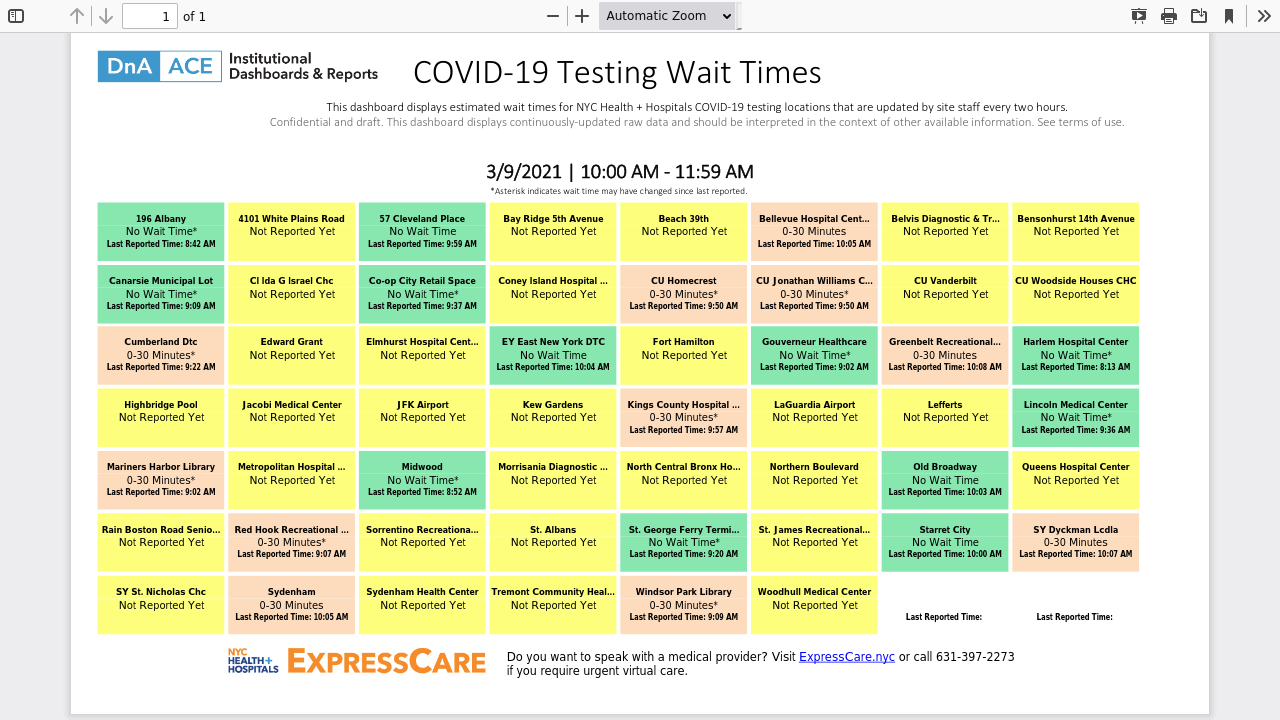 1 of 1
Automatic Zoom
DnA ACE Institutional
Dashboards & Reports
COVID-19 Testing Wait Times
This dashboard displays estimated wait times for NYC Health + Hospitals COVID-19 testing locations that are updated by site staff every two hours.
Confidential and draft. This dashboard displays continuously-updated raw data and should be interpreted in the context of other available information. See terms of use.
3/9/2021 | 10:00 AM - 11:59 AM
*Asterisk indicates wait time may have changed since last reported.
196 Albany
No Wait Time*
Last Reported Time: 8:42 AM
4101 White Plains Road
Not Reported Yet
57 Cleveland Place
No Wait Time
Last Reported Time: 9:59 AM
Bay Ridge 5th Avenue
Not Reported Yet
Beach 39th
Not Reported Yet
Bellevue Hospital Cent...
0-30 Minutes
Last Reported Time: 10:05 AM
Belvis Diagnostic & Tr...
Not Reported Yet
Bensonhurst 14th Avenue
Not Reported Yet
Canarsie Municipal Lot
No Wait Time*
Last Reported Time: 9:09 AM
CI Ida G Israel Chc
Not Reported Yet
Co-op City Retail Space
No Wait Time*
Last Reported Time: 9:37 AM
Coney Island Hospital ...
Not Reported Yet
CU Homecrest
0-30 Minutes*
Last Reported Time: 9:50 AM
CU Jonathan Williams C...
0-30 Minutes*
Last Reported Time: 9:50 AM
CU Vanderbilt
Not Reported Yet
CU Woodside Houses CHC
Not Reported Yet
Cumberland Dtc
0-30 Minutes*
Last Reported Time: 9:22 AM
Edward Grant
Not Reported Yet
Elmhurst Hospital Cent...
Not Reported Yet
EY East New York DTC
No Wait Time
Last Reported Time: 10:04 AM
Fort Hamilton
Not Reported Yet
Gouverneur Healthcare
No Wait Time*
Last Reported Time: 9:02 AM
Greenbelt Recreational...
0-30 Minutes
Last Reported Time: 10:08 AM
Harlem Hospital Center
No Wait Time*
Last Reported Time: 8:13 AM
Highbridge Pool
Not Reported Yet
Jacobi Medical Center
Not Reported Yet
JFK Airport
Not Reported Yet
Kew Gardens
Not Reported Yet
Kings County Hospital ...
0-30 Minutes*
Last Reported Time: 9:57 AM
LaGuardia Airport
Not Reported Yet
Lefferts
Not Reported Yet
Lincoln Medical Center
No Wait Time*
Last Reported Time: 9:36 AM
Mariners Harbor Library
0-30 Minutes*
Last Reported Time: 9:02 AM
Metropolitan Hospital ...
Not Reported Yet
Midwood
No Wait Time*
Last Reported Time: 8:52 AM
Morrisania Diagnostic ...
Not Reported Yet
North Central Bronx Ho...
Not Reported Yet
Northern Boulevard
Not Reported Yet
Old Broadway
No Wait Time
Last Reported Time: 10:03 AM
Queens Hospital Center
Not Reported Yet
Rain Boston Road Senio...
Not Reported Yet
Red Hook Recreational ...
0-30 Minutes*
Last Reported Time: 9:07 AM
Sorrentino Recreationa...
Not Reported Yet
St. Albans
Not Reported Yet
St. George Ferry Termi...
No Wait Time*
Last Reported Time: 9:20 AM
St. James Recreational...
Not Reported Yet
Starret City
No Wait Time
Last Reported Time: 10:00 AM
SY Dyckman Lcdla
0-30 Minutes
Last Reported Time: 10:07 AM
SY St. Nicholas Chc
Not Reported Yet
Sydenham
0-30 Minutes
Last Reported Time: 10:05 AM
Sydenham Health Center
Not Reported Yet
Tremont Community Heal...
Not Reported Yet
Windsor Park Library
0-30 Minutes*
Last Reported Time: 9:09 AM
Woodhull Medical Center
Not Reported Yet
Last Reported Time:
Last Reported Time:
NYC
HEALTH+
HOSPITALS
EXPRESSCARE
Do you want to speak with a medical provider? Visit ExpressCare.nyc or call 631-397-2273
if you require urgent virtual care.